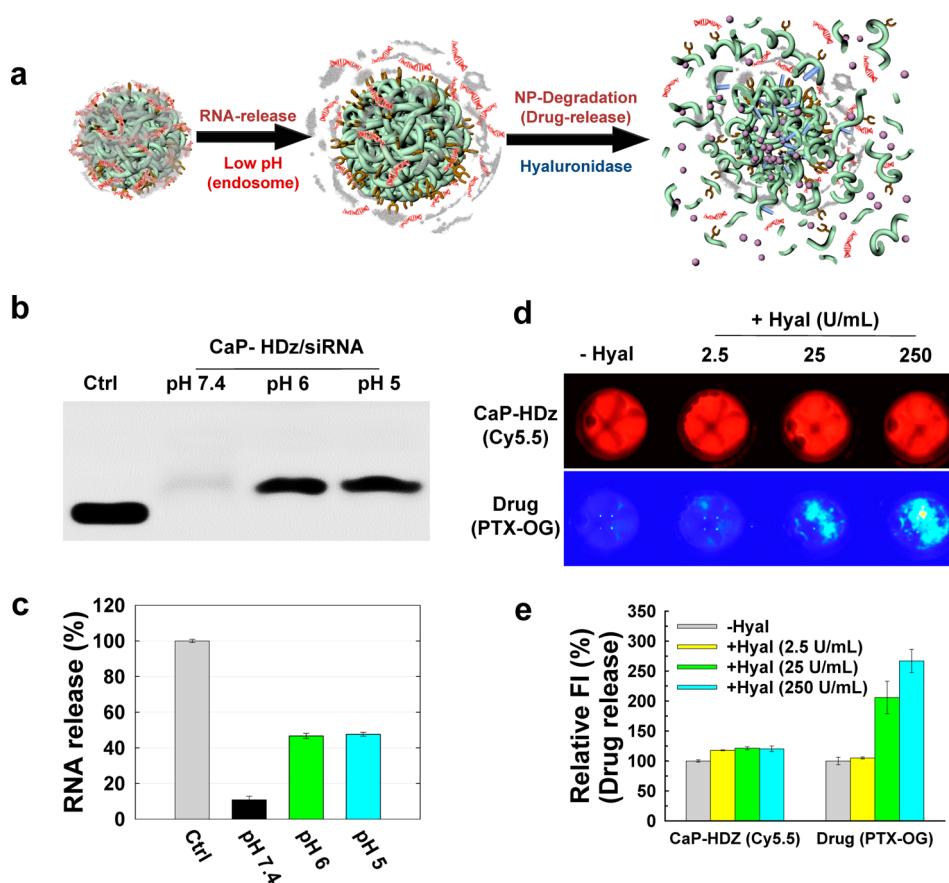 a
RNA-release
Low pH
(endosome)
NP-Degradation
(Drug-release)
Hyaluronidase
b
CaP- HDz/siRNA
Ctrl
pH 7.4
pH 6
pH 5
c
RNA release (%)
120
100
80
60
40
20
0
Ctrl
pH 7.4
pH 6
pH 5
d
+ Hyal (U/mL)
- Hyal
2.5
25
250
CaP-HDz
(Cy5.5)
Drug
(PTX-OG)
e
Relative FI (%)
(Drug release)
350
300
250
200
150
100
50
0
-Hyal
+Hyal (2.5 U/mL)
+Hyal (25 U/mL)
+Hyal (250 U/mL)
CaP-HDZ (Cy5.5)
Drug (PTX-OG)